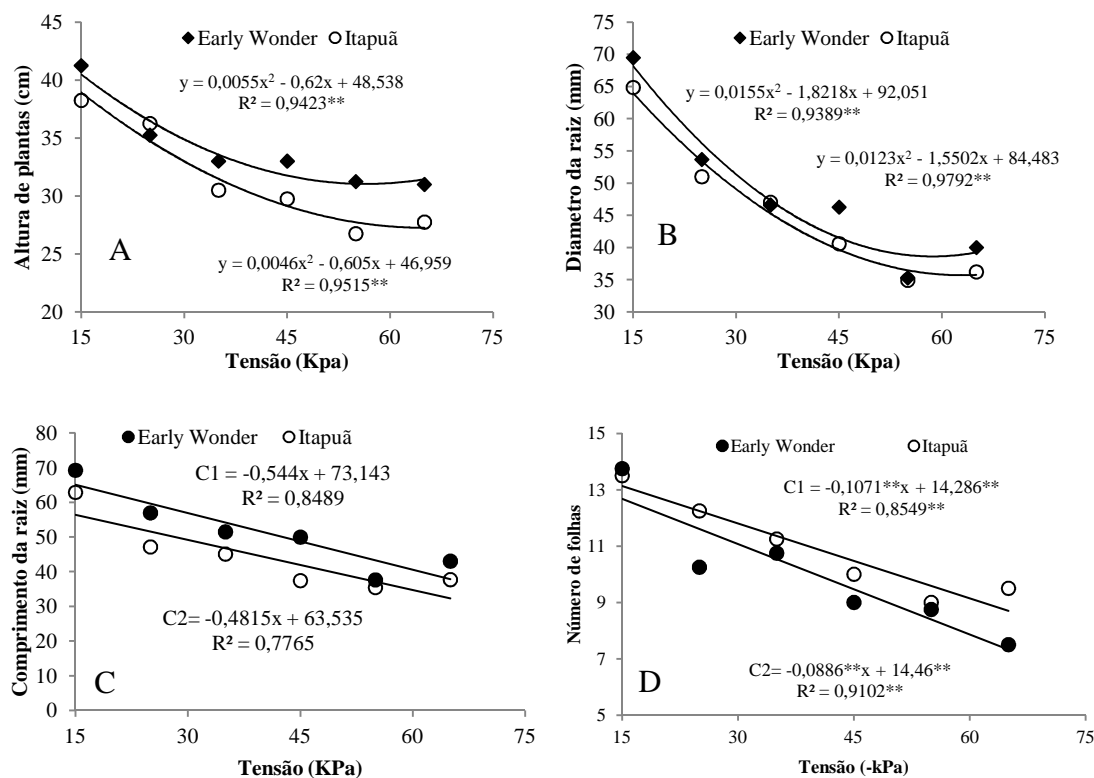 Early Wonder Itapuã
y = 0,0055x² - 0,62x + 48,538
R² = 0,9423**
y = 0,0046x² - 0,605x + 46,959
R² = 0,9515**
A
Altura de plantas (cm)
45
40
35
30
25
20
15 30 45 60 75
Tensão (Kpa)
Early Wonder Itapuã
y = 0,0155x² - 1,8218x + 92,051
R² = 0,9389**
y = 0,0123x² - 1,5502x + 84,483
R² = 0,9792**
B
Diametro da raiz (mm)
75
70
65
60
55
50
45
40
35
30
15 30 45 60 75
Tensão (Kpa)
Early Wonder Itapuã
C1 = -0,544x + 73,143
R² = 0,8489
C2= -0,4815x + 63,535
R² = 0,7765
C
Comprimento da raiz (mm)
80
70
60
50
40
30
20
10
0
15 30 45 60 75
Tensão (KPa)
Early Wonder Itapuã
C1 = -0,1071**x + 14,286**
R² = 0,8549**
C2= -0,0886**x + 14,46**
R² = 0,9102**
D
Número de folhas
15
13
11
9
7
5
15 30 45 60 75
Tensão (-kPa)